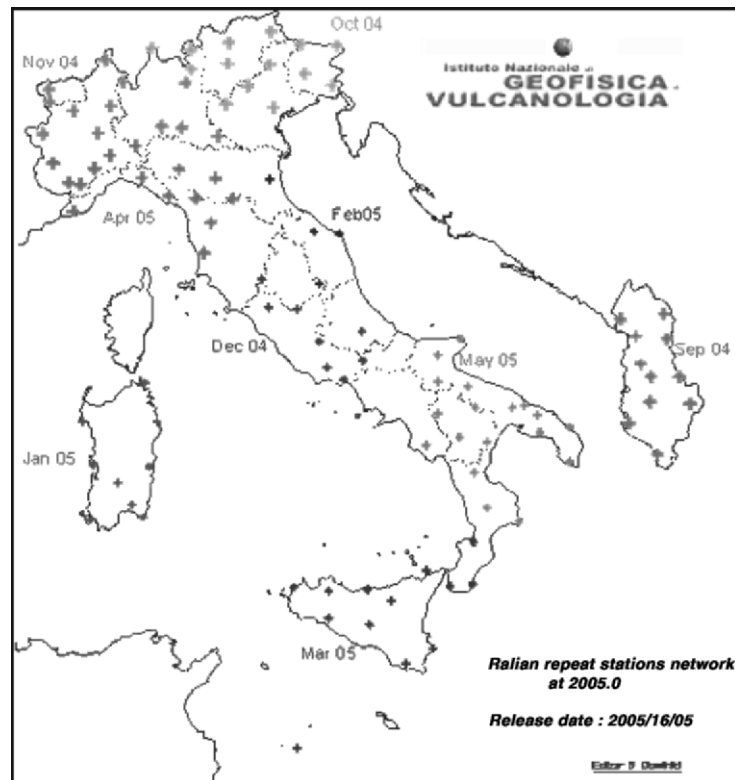 Oct 04
Nov 04
Istituto Nazionale di
GEOFISICA e
VULCANOLOGIA
Apr 05
Feb05
Dec 04
May 05
Sep 04
Jan 05
Mar 05
Ralian repeat stations network
at 2005.0
Release date : 2005/16/05